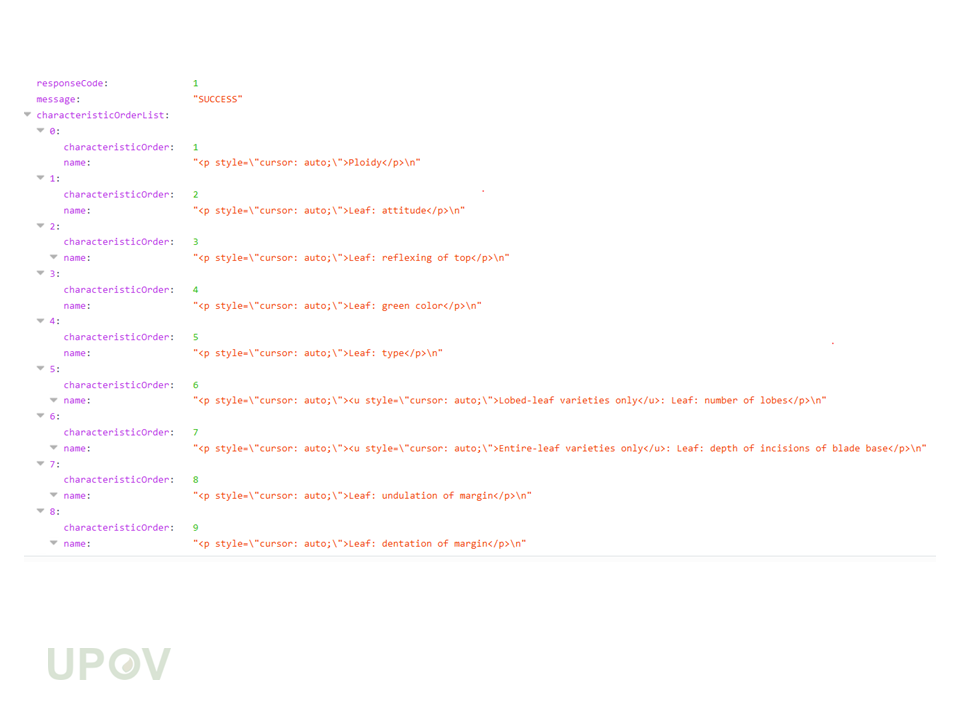 responseCode: 1
message: "SUCCESS"
characteristicOrderList:
0:
characteristicOrder: 1
name: "<p style=\"cursor: auto;\">Ploidy</p>\n"
1:
characteristicOrder: 2
name: "<p style=\"cursor: auto;\">Leaf: attitude</p>\n"
2:
characteristicOrder: 3
name: "<p style=\"cursor: auto;\">Leaf: reflexing of top</p>\n"
3:
characteristicOrder: 4
name: "<p style=\"cursor: auto;\">Leaf: green color</p>\n"
4:
characteristicOrder: 5
name: "<p style=\"cursor: auto;\">Leaf: type</p>\n"
5:
characteristicOrder: 6
name: "<p style=\"cursor: auto;\"><u style=\"cursor: auto;\">Lobed-leaf varieties only</u>: Leaf: number of lobes</p>\n"
6:
characteristicOrder: 7
name: "<p style=\"cursor: auto;\"><u style=\"cursor: auto;\">Entire-leaf varieties only</u>: Leaf: depth of incisions of blade base</p>\n"
7:
characteristicOrder: 8
name: "<p style=\"cursor: auto;\">Leaf: undulation of margin</p>\n"
8:
characteristicOrder: 9
name: "<p style=\"cursor: auto;\">Leaf: dentation of margin</p>\n"
UPOV